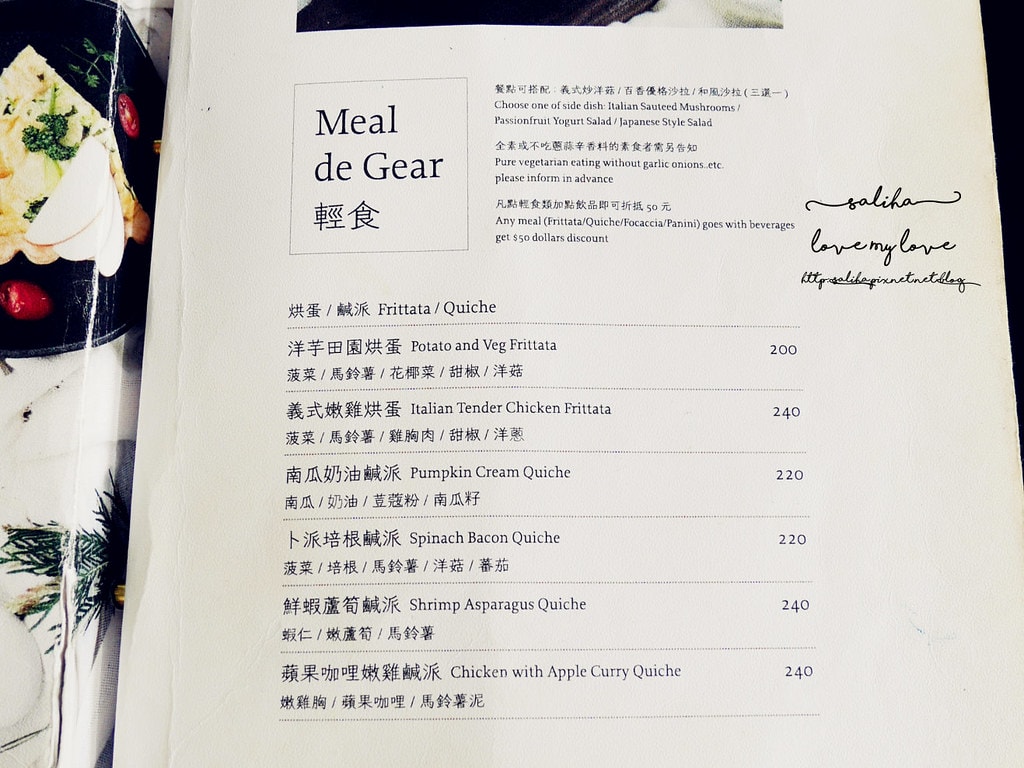 Meal
de Gear
輕食
餐點可搭配：義式炒洋菇 / 百香優格沙拉 / 和風沙拉 ( 三選一 )
Choose one of side dish: Italian Sauteed Mushrooms /
Passionfruit Yogurt Salad / Japanese Style Salad
全素或不吃蔥蒜辛香料的素食者需另告知
Pure vegetarian eating without garlic onions..etc.
please inform in advance
凡點輕食類加點飲品即可折抵 50 元
Any meal (Frittata/Quiche/Focaccia/Panini) goes with beverages
get $50 dollars discount
saliha
love my love
http:saliha.pixnet.net.blog
烘蛋 / 鹹派 Frittata / Quiche
洋芋田園烘蛋 Potato and Veg Frittata 200
菠菜 / 馬鈴薯 / 花椰菜 / 甜椒 / 洋菇
義式嫩雞烘蛋 Italian Tender Chicken Frittata 240
菠菜 / 馬鈴薯 / 雞胸肉 / 甜椒 / 洋蔥
南瓜奶油鹹派 Pumpkin Cream Quiche 220
南瓜 / 奶油 / 荳蔻粉 / 南瓜籽
卜派培根鹹派 Spinach Bacon Quiche 220
菠菜 / 培根 / 馬鈴薯 / 洋菇 / 蕃茄
鮮蝦蘆筍鹹派 Shrimp Asparagus Quiche 240
蝦仁 / 嫩蘆筍 / 馬鈴薯
蘋果咖哩嫩雞鹹派 Chicken with Apple Curry Quiche 240
嫩雞胸 / 蘋果咖哩 / 馬鈴薯泥